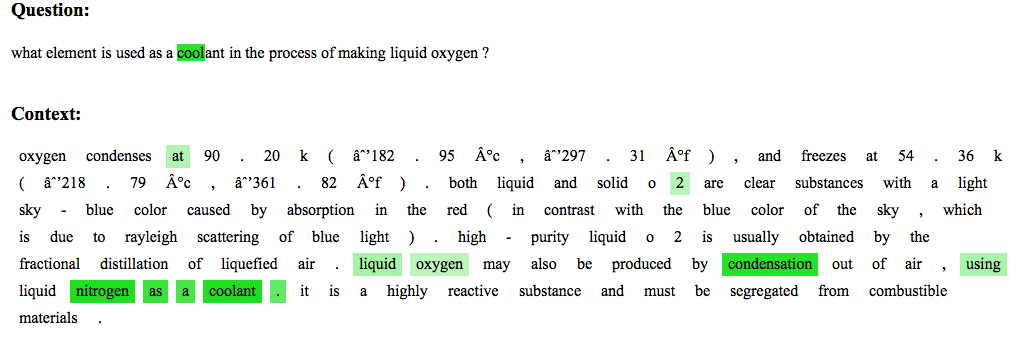 Question:
what element is used as a coolant in the process of making liquid oxygen ?
Context:
oxygen condenses at 90 . 20 k ( âˆ’182 . 95 Â°c , âˆ’297 . 31 Â°f ) , and freezes at 54 . 36 k
( âˆ’218 . 79 Â°c , âˆ’361 . 82 Â°f ) . both liquid and solid o 2 are clear substances with a light
sky - blue color caused by absorption in the red ( in contrast with the blue color of the sky , which
is due to rayleigh scattering of blue light ) . high - purity liquid o 2 is usually obtained by the
fractional distillation of liquefied air . liquid oxygen may also be produced by condensation out of air , using
liquid nitrogen as a coolant . it is a highly reactive substance and must be segregated from combustible
materials .